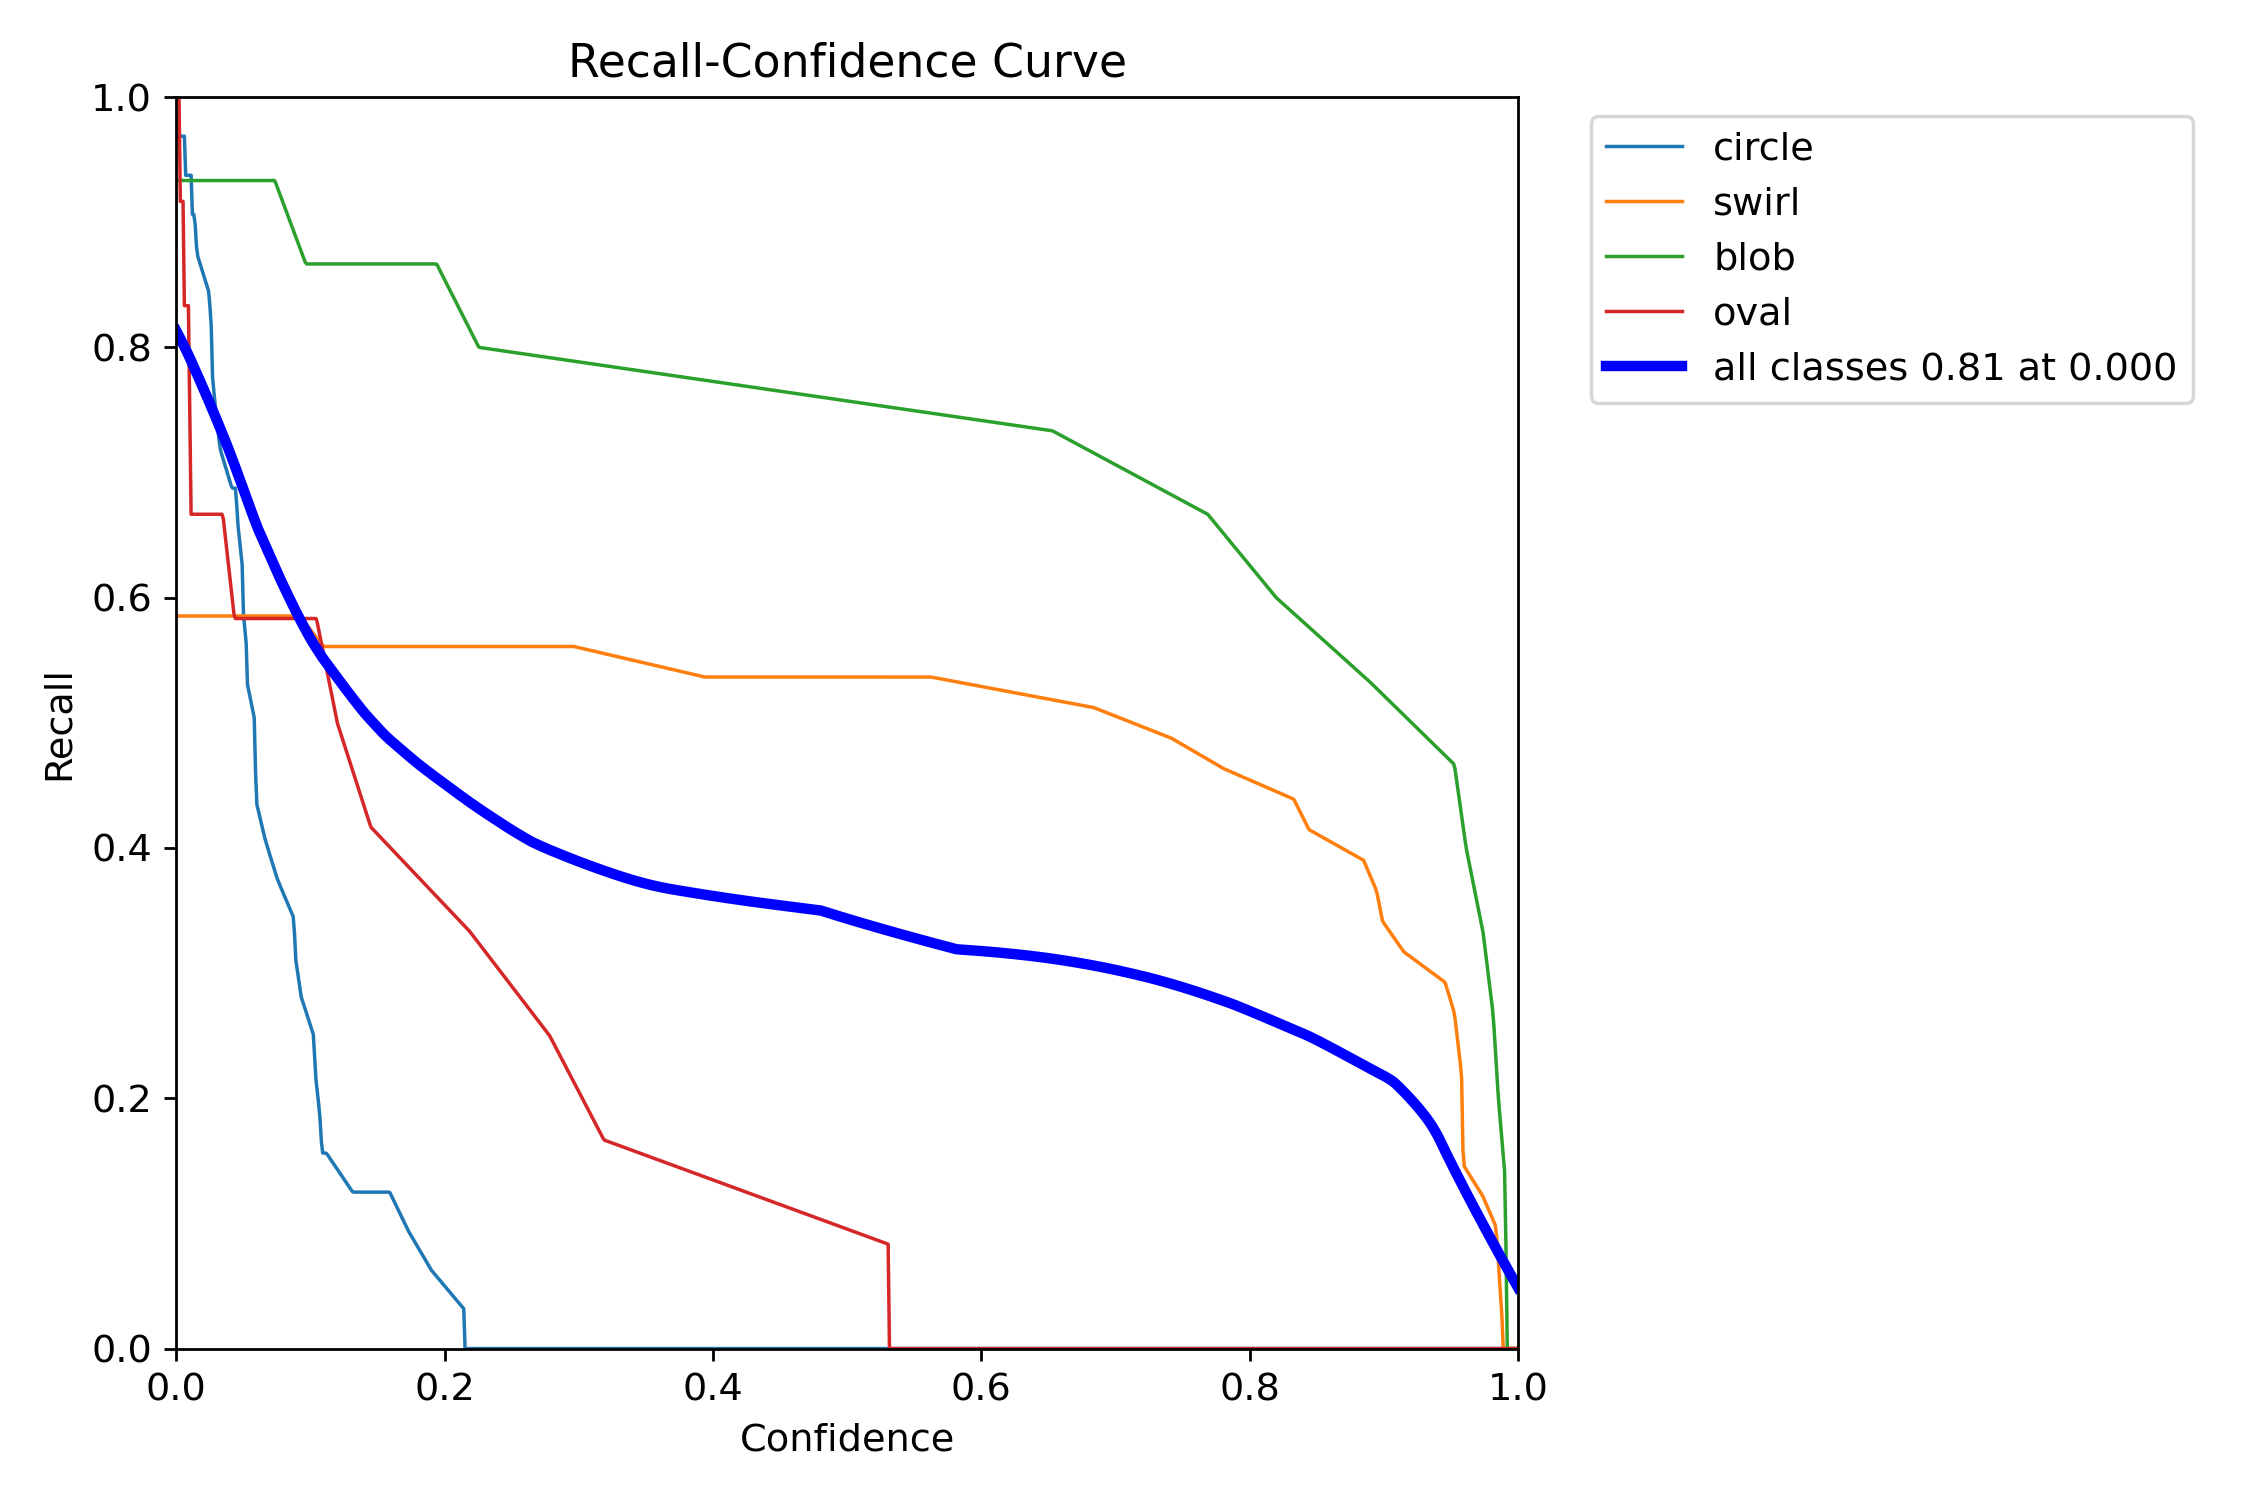 Recall-Confidence Curve
1.0
0.8
0.6
0.4
0.2
0.0
Recall
0.0 0.2 0.4 0.6 0.8 1.0
Confidence
circle
swirl
blob
oval
all classes 0.81 at 0.000